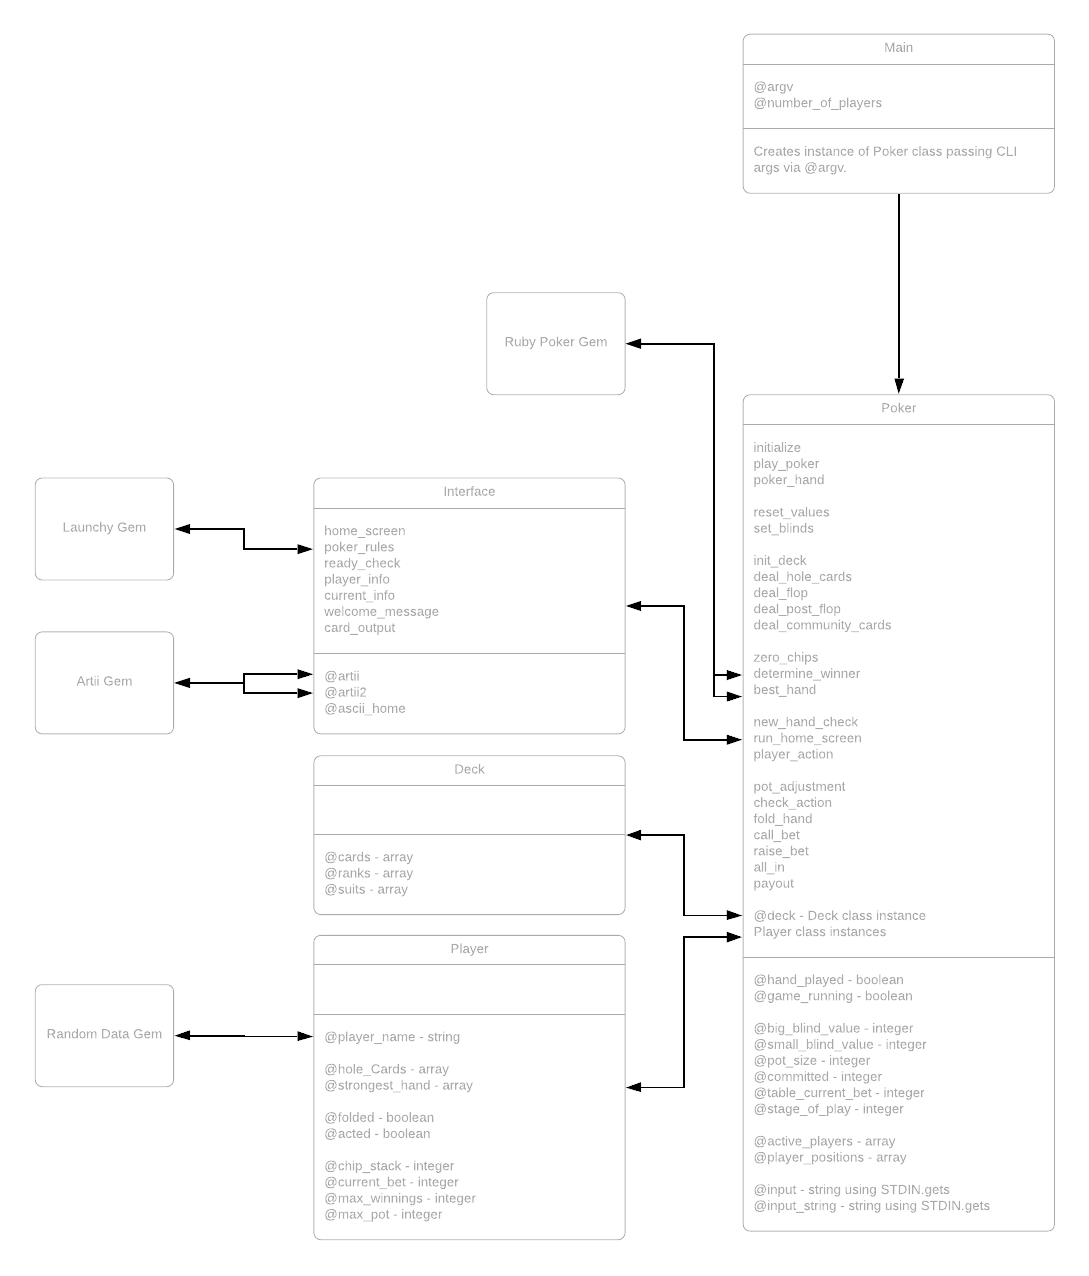 Main
@argv
@number_of_players
Creates instance of Poker class passing CLI
args via @argv.
Ruby Poker Gem
Poker
initialize
play_poker
poker_hand
reset_values
set_blinds
init_deck
deal_hole_cards
deal_flop
deal_post_flop
deal_community_cards
zero_chips
determine_winner
best_hand
new_hand_check
run_home_screen
player_action
pot_adjustment
check_action
fold_hand
call_bet
raise_bet
all_in
payout
@deck - Deck class instance
Player class instances
@hand_played - boolean
@game_running - boolean
@big_blind_value - integer
@small_blind_value - integer
@pot_size - integer
@committed - integer
@table_current_bet - integer
@stage_of_play - integer
@active_players - array
@player_positions - array
@input - string using STDIN.gets
@input_string - string using STDIN.gets
Launchy Gem
Interface
home_screen
poker_rules
ready_check
player_info
current_info
welcome_message
card_output
@artii
@artii2
@ascii_home
Artii Gem
Deck
@cards - array
@ranks - array
@suits - array
Player
@player_name - string
@hole_Cards - array
@strongest_hand - array
@folded - boolean
@acted - boolean
@chip_stack - integer
@current_bet - integer
@max_winnings - integer
@max_pot - integer
Random Data Gem